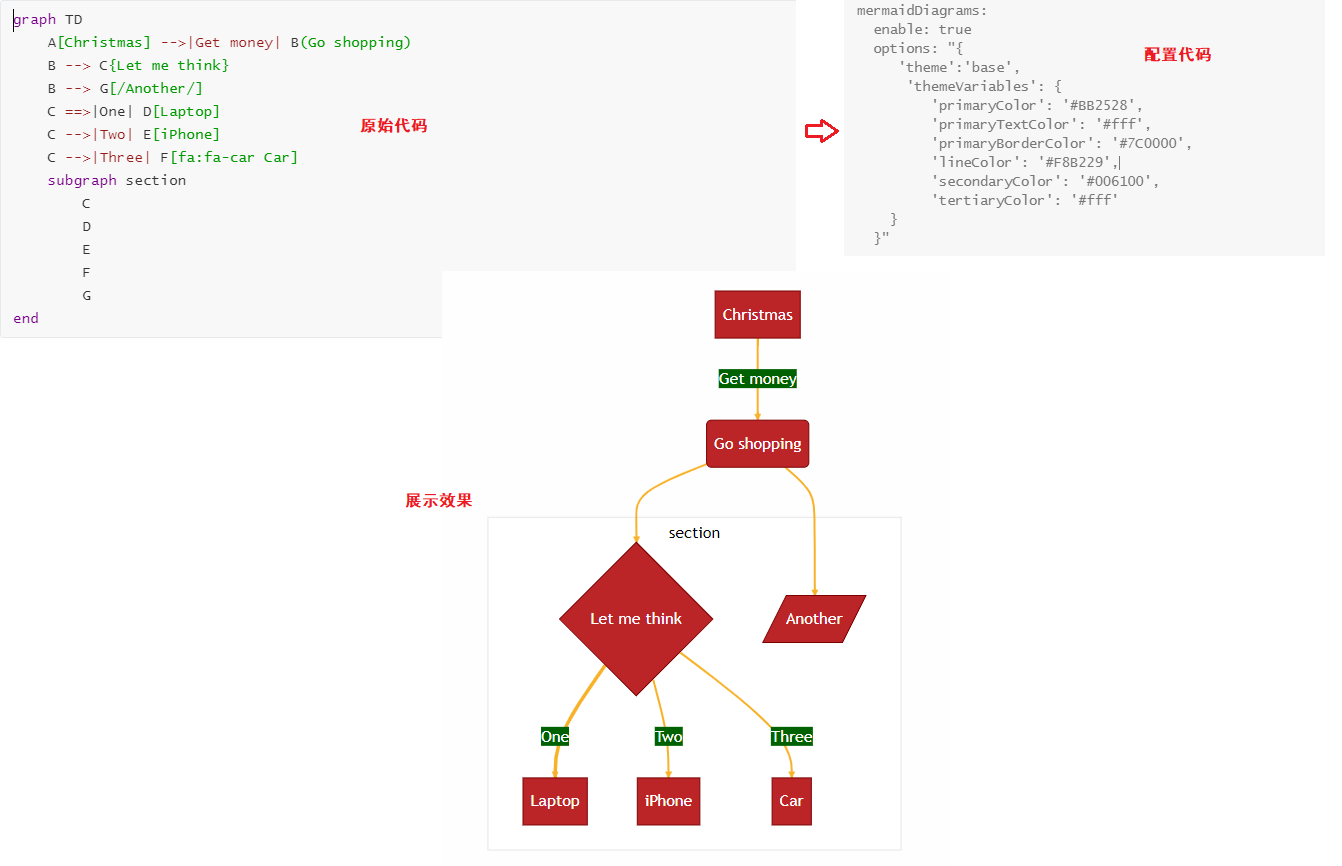 graph TD
    A[Christmas] -->|Get money| B(Go shopping)
    B --> C{Let me think}
    B --> G[/Another/]
    C ==>|One| D[Laptop]
    C -->|Two| E[iPhone]
    C -->|Three| F[fa:fa-car Car]
    subgraph section
        C
        D
        E
        F
        G
end
原始代码
mermaidDiagrams:
  enable: true
  options: "{
     'theme':'base',
      'themeVariables': {
         'primaryColor': '#BB2528',
         'primaryTextColor': '#fff',
         'primaryBorderColor': '#7C0000',
         'lineColor': '#F8B229',
         'secondaryColor': '#006100',
         'tertiaryColor': '#fff'
    }
  }"
配置代码
展示效果
Christmas
Get money
Go shopping
section
Let me think
Another
One
Two
Three
Laptop
iPhone
Car